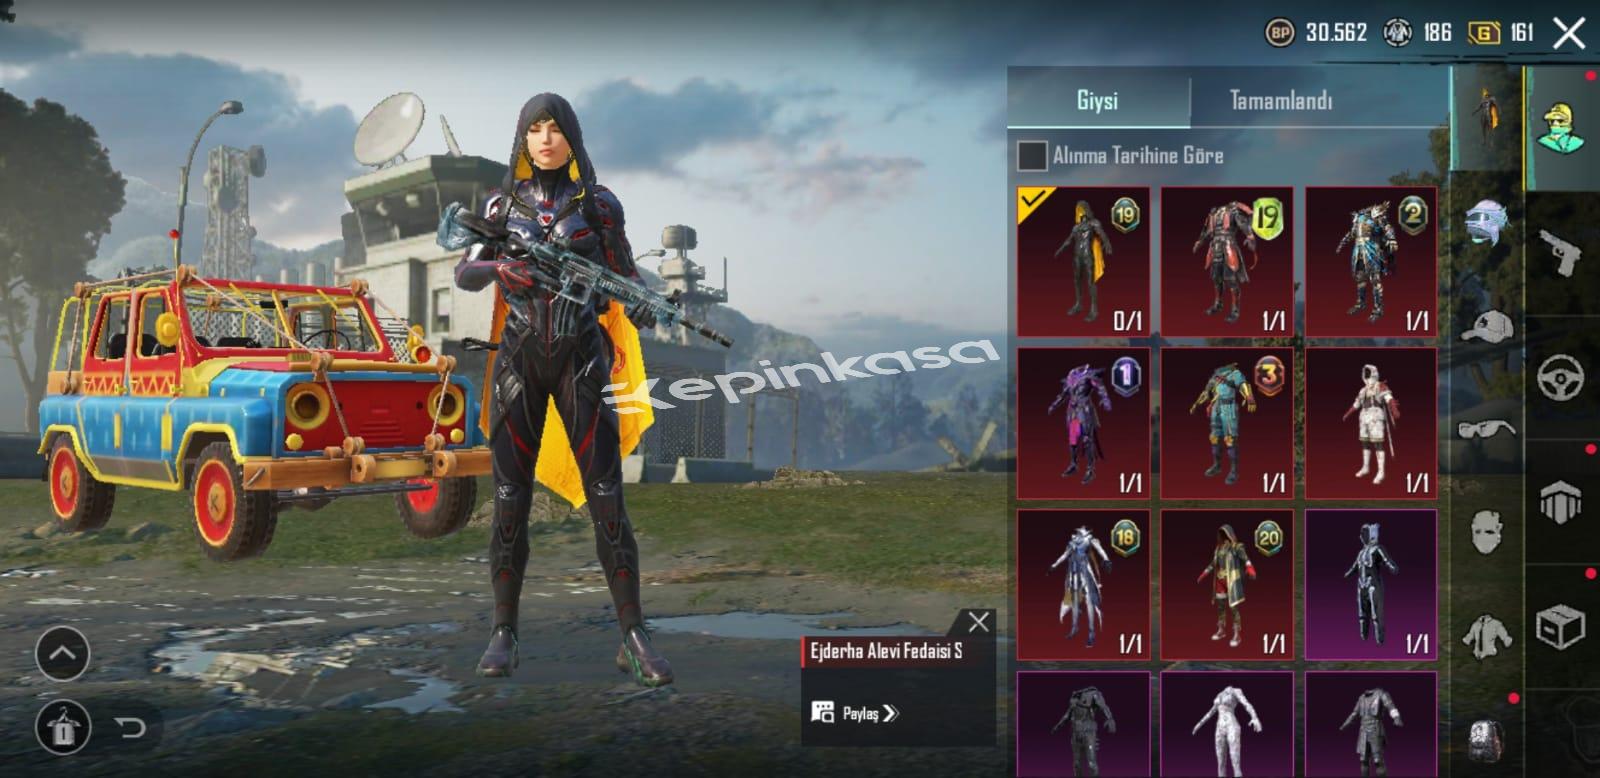 BP 30.562 186 G 161
Giysi Tamamlandı
Alınma Tarihine Göre
19 19 2
0/1 1/1 1/1
1 3
1/1 1/1 1/1
18 20
1/1 1/1 1/1
epinkasa
Ejderha Alevi Fedaisi S
Paylaş
1